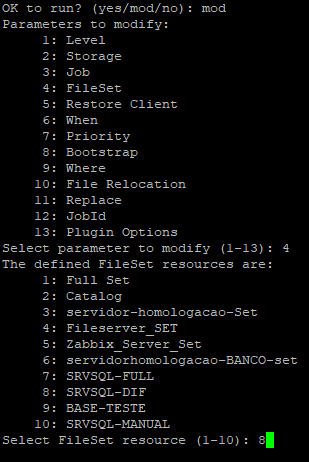 OK to run? (yes/mod/no): mod
Parameters to modify:
1: Level
2: Storage
3: Job
4: FileSet
5: Restore Client
6: When
7: Priority
8: Bootstrap
9: Where
10: File Relocation
11: Replace
12: JobId
13: Plugin Options
Select parameter to modify (1-13): 4
The defined FileSet resources are:
1: Full Set
2: Catalog
3: servidor-homologacao-Set
4: Fileserver_SET
5: Zabbix_Server_Set
6: servidorhomologacao-BANCO-set
7: SRVSQL-FULL
8: SRVSQL-DIF
9: BASE-TESTE
10: SRVSQL-MANUAL
Select FileSet resource (1-10): 8